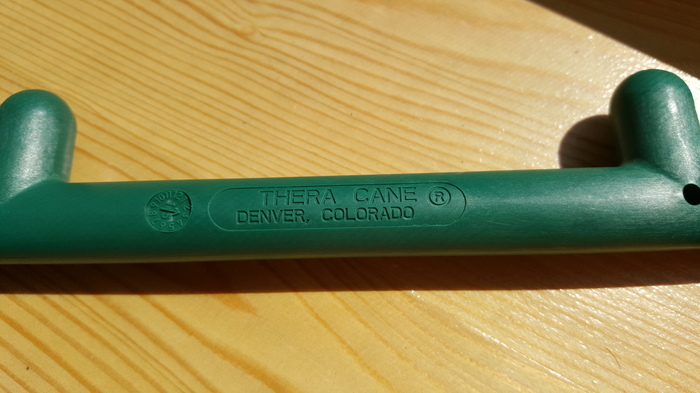 THERA CANE ®
DENVER, COLORADO